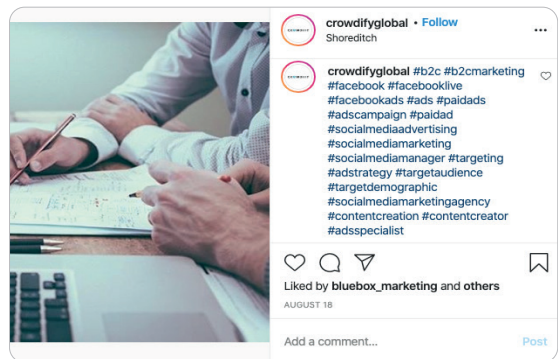 crowdifyglobal • Follow
Shoreditch
crowdifyglobal #b2c #b2cmarketing
#facebook #facebooklive
#facebookads #ads #paidads
#adscampaign #paidad
#socialmediaadvertising
#socialmediamarketing
#socialmediamanager #targeting
#adstrategy #targetaudience
#targetdemographic
#socialmediamarketingagency
#contentcreation #contentcreator
#adsspecialist
Liked by bluebox_marketing and others
AUGUST 18
Add a comment... Post